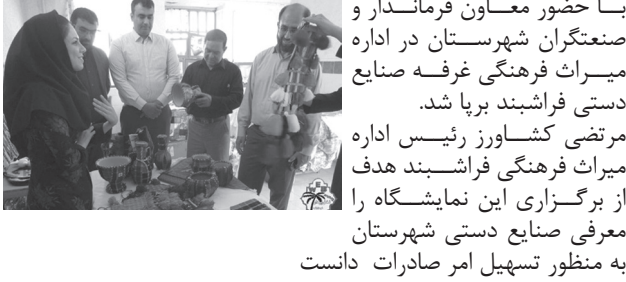 با حضور معاون فرماندار و
صنعتگران شهرستان در اداره
میراث فرهنگی غرفه صنایع
دستی فراشبند برپا شد.
مرتضی کشاورز رئیس اداره
میراث فرهنگی فراشبند هدف
از برگزاری این نمایشگاه را
معرفی صنایع دستی شهرستان
به منظور تسهیل امر صادرات دانست